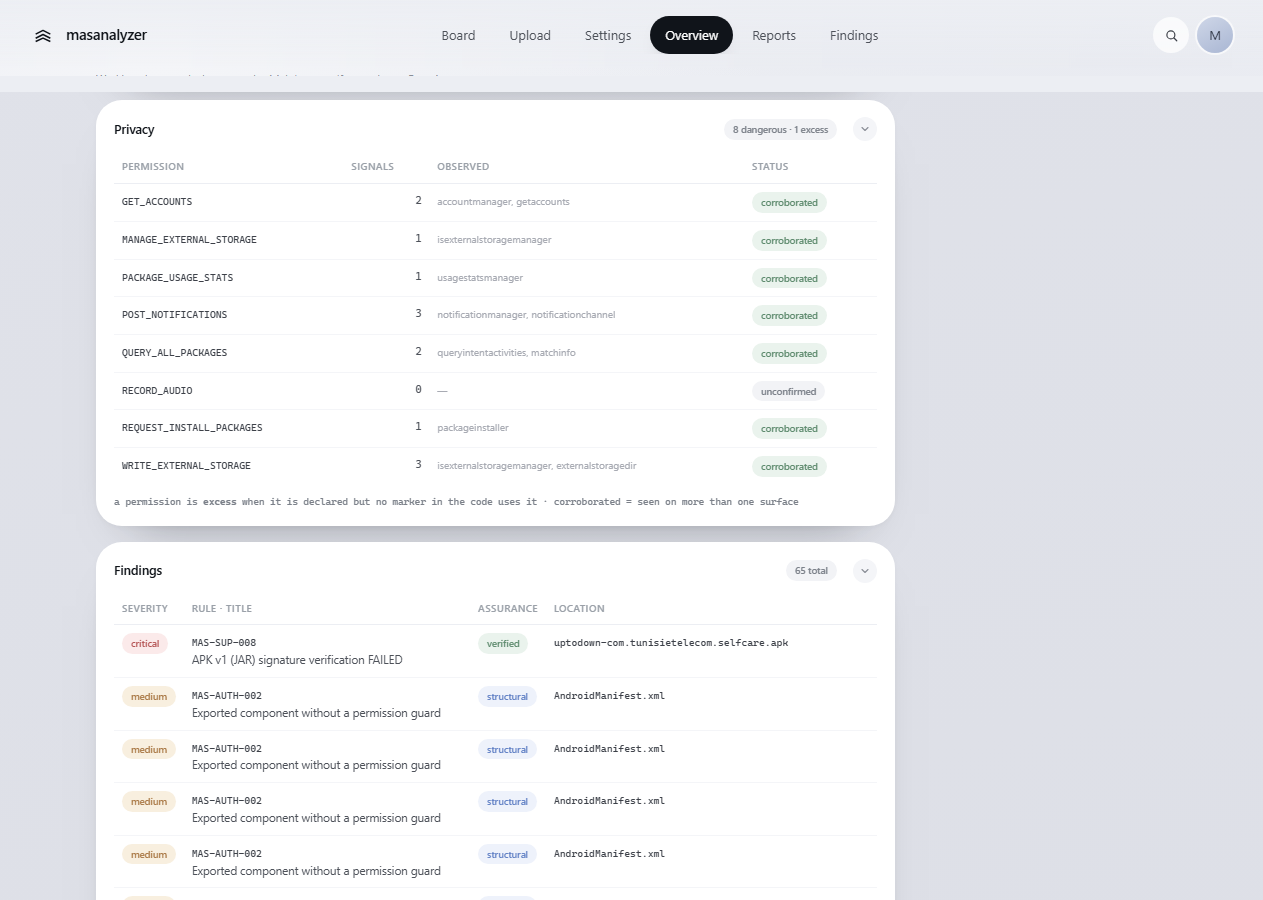 masanalyzer
Board Upload Settings Overview Reports Findings
M
Privacy
8 dangerous · 1 excess
PERMISSION SIGNALS OBSERVED STATUS
GET_ACCOUNTS 2 accountmanager, getaccounts corroborated
MANAGE_EXTERNAL_STORAGE 1 isexternalstoragemanager corroborated
PACKAGE_USAGE_STATS 1 usagestatsmanager corroborated
POST_NOTIFICATIONS 3 notificationmanager, notificationchannel corroborated
QUERY_ALL_PACKAGES 2 queryintentactivities, matchinfo corroborated
RECORD_AUDIO 0 — unconfirmed
REQUEST_INSTALL_PACKAGES 1 packageinstaller corroborated
WRITE_EXTERNAL_STORAGE 3 isexternalstoragemanager, externalstoragedir corroborated
a permission is excess when it is declared but no marker in the code uses it · corroborated = seen on more than one surface
Findings
65 total
SEVERITY RULE · TITLE ASSURANCE LOCATION
critical MAS-SUP-008 verified uptodown-com.tunisietelecom.selfcare.apk
APK v1 (JAR) signature verification FAILED
medium MAS-AUTH-002 structural AndroidManifest.xml
Exported component without a permission guard
medium MAS-AUTH-002 structural AndroidManifest.xml
Exported component without a permission guard
medium MAS-AUTH-002 structural AndroidManifest.xml
Exported component without a permission guard
medium MAS-AUTH-002 structural AndroidManifest.xml
Exported component without a permission guard